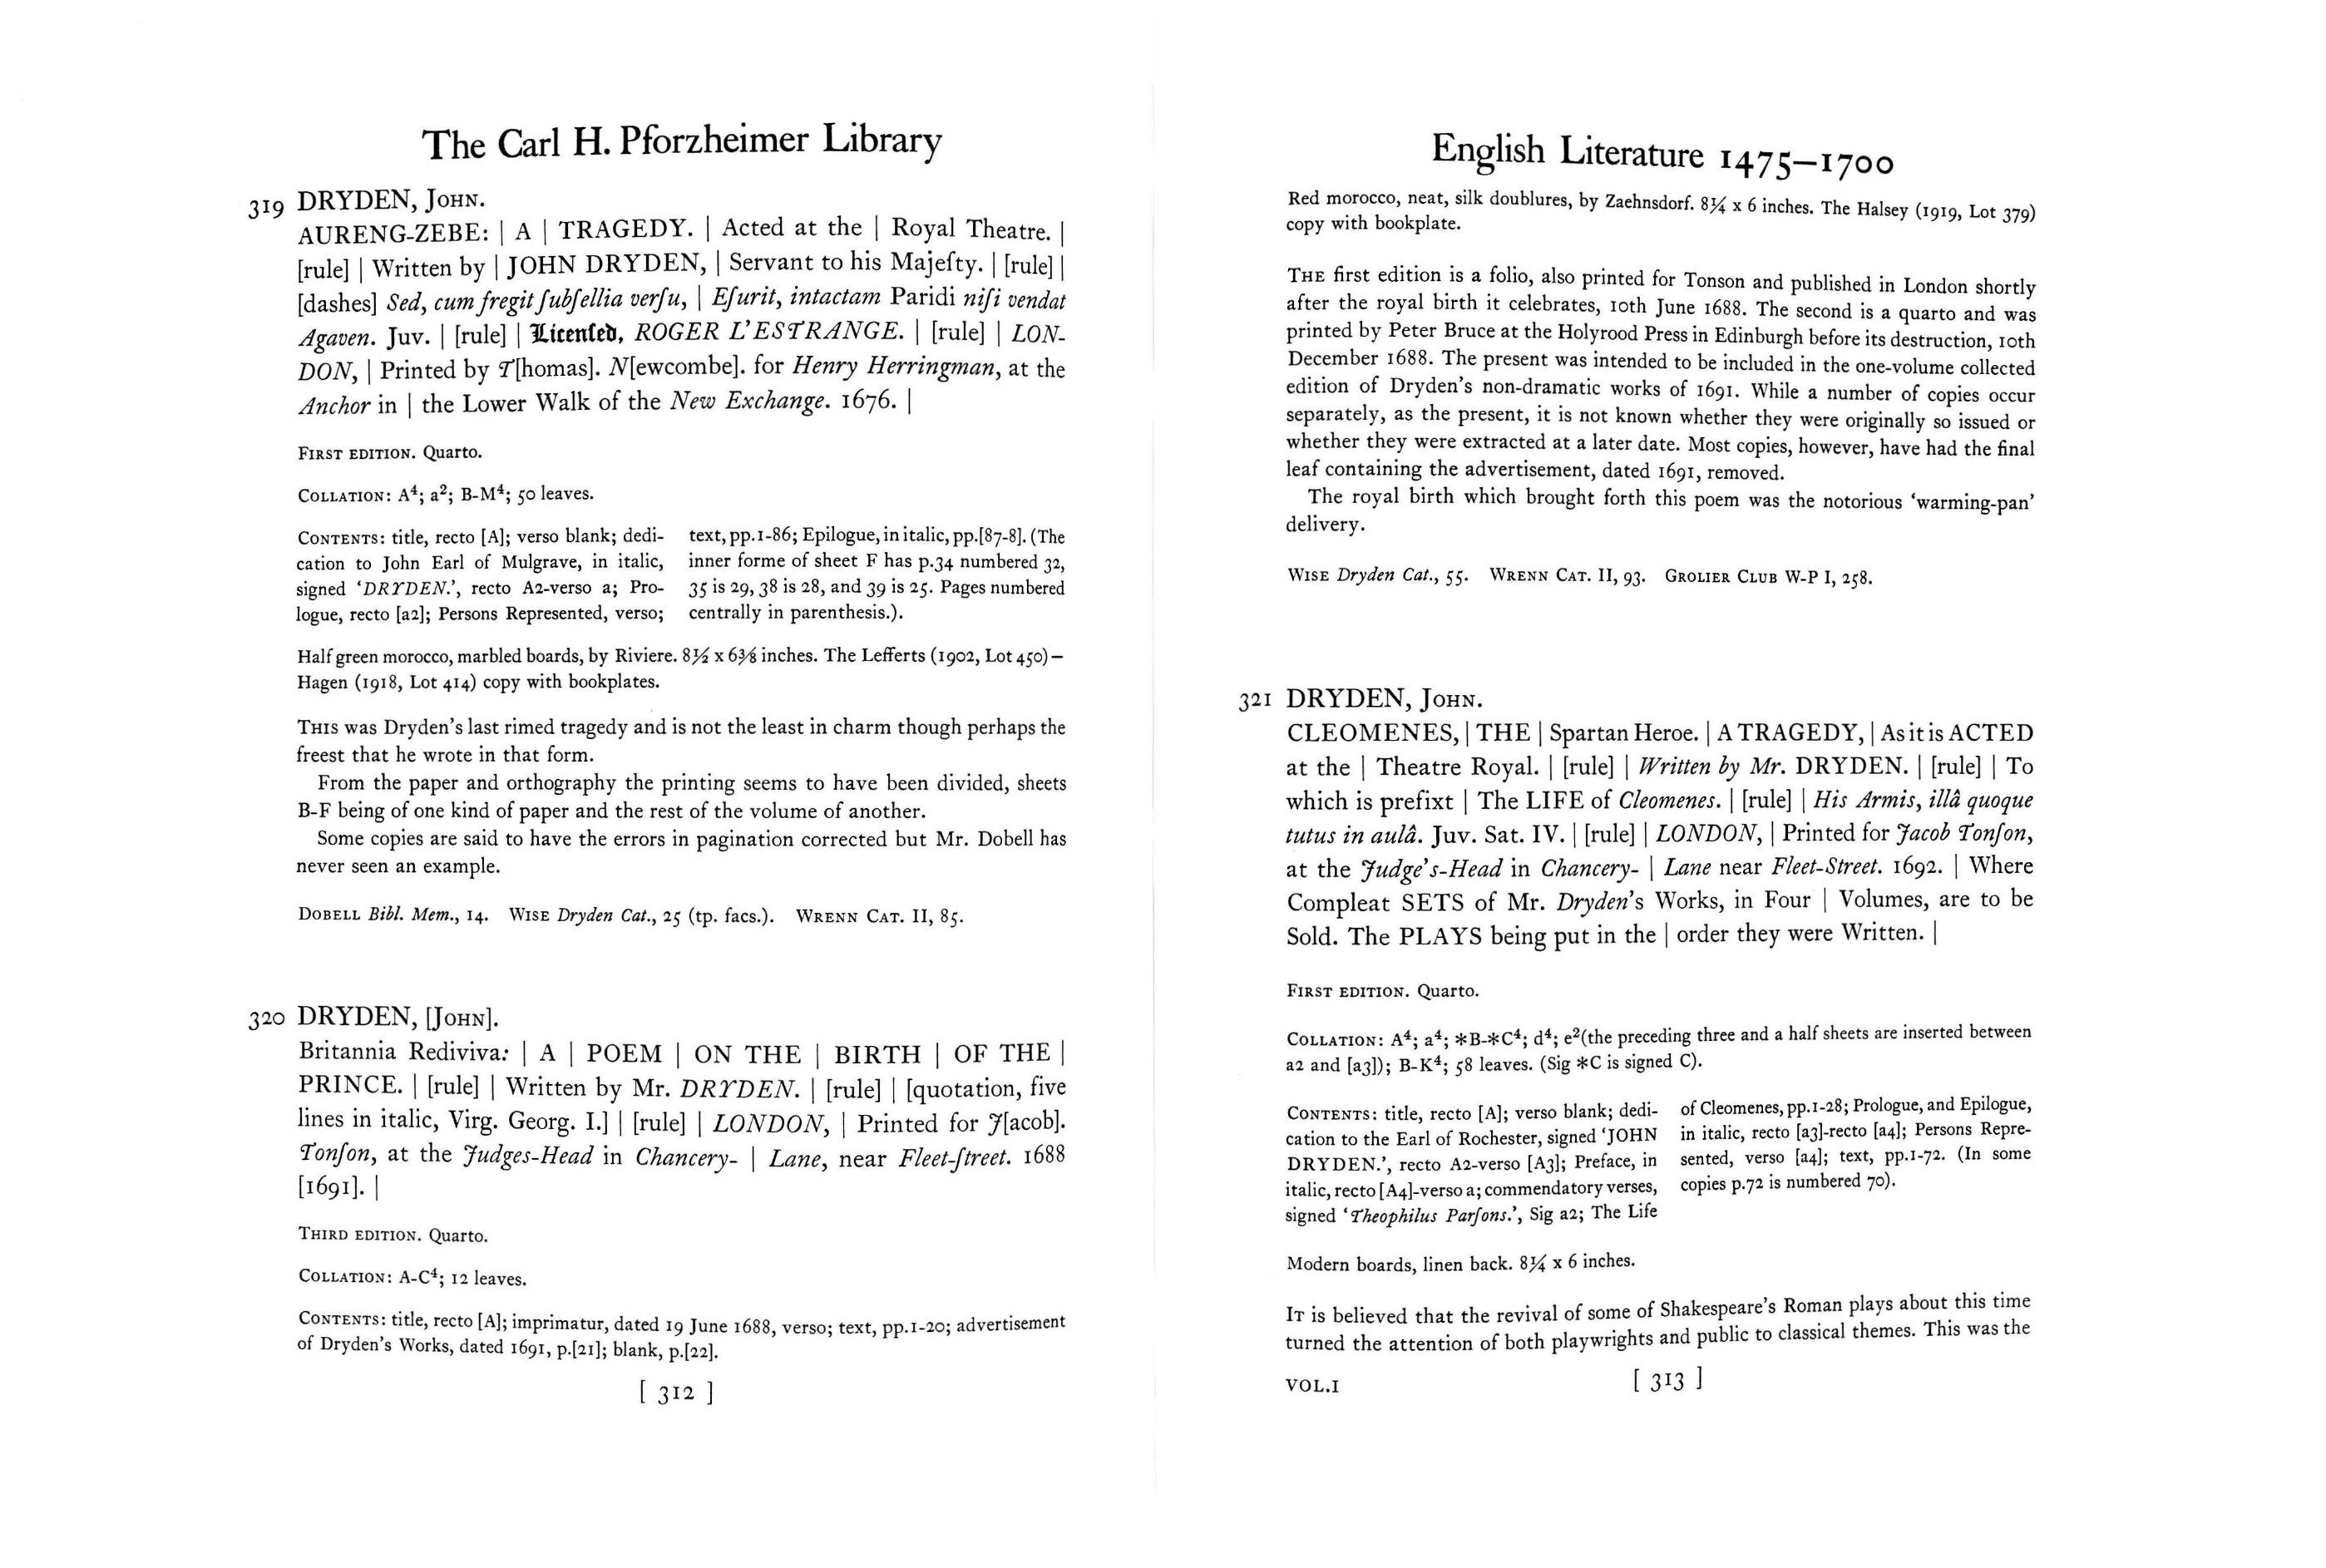 The Carl H. Pforzheimer Library
319 DRYDEN, John.
AURENG-ZEBE: | A | TRAGEDY. | Acted at the | Royal Theatre. |
[rule] | Written by | JOHN DRYDEN, | Servant to his Majeſty. | [rule] |
[dashes] Sed, cum fregit ſubſellia verſu, | Eſurit, intactam Paridi niſi vendat
Agaven. Juv. | [rule] | Licenſed, ROGER L'ESTRANGE. | [rule] | LON-
DON, | Printed by T[homas]. N[ewcombe]. for Henry Herringman, at the
Anchor in | the Lower Walk of the New Exchange. 1676. |
First edition. Quarto.
Collation: A⁴; a²; B-M⁴; 50 leaves.
Contents: title, recto [A]; verso blank; dedi-
cation to John Earl of Mulgrave, in italic,
signed 'DRYDEN.', recto A2-verso a; Pro-
logue, recto [a2]; Persons Represented, verso;
text, pp.1-86; Epilogue, in italic, pp.[87-8]. (The
inner forme of sheet F has p.34 numbered 32,
35 is 29, 38 is 28, and 39 is 25. Pages numbered
centrally in parenthesis.).
Half green morocco, marbled boards, by Riviere. 8½ x 6⅜ inches. The Lefferts (1902, Lot 450) –
Hagen (1918, Lot 414) copy with bookplates.
This was Dryden's last rimed tragedy and is not the least in charm though perhaps the
freest that he wrote in that form.
From the paper and orthography the printing seems to have been divided, sheets
B-F being of one kind of paper and the rest of the volume of another.
Some copies are said to have the errors in pagination corrected but Mr. Dobell has
never seen an example.
Dobell Bibl. Mem., 14. Wise Dryden Cat., 25 (tp. facs.). Wrenn Cat. II, 85.
320 DRYDEN, [John].
Britannia Rediviva: | A | POEM | ON THE | BIRTH | OF THE |
PRINCE. | [rule] | Written by Mr. DRYDEN. | [rule] | [quotation, five
lines in italic, Virg. Georg. I.] | [rule] | LONDON, | Printed for J[acob].
Tonſon, at the Judges-Head in Chancery- | Lane, near Fleet-ſtreet. 1688
[1691]. |
Third edition. Quarto.
Collation: A-C⁴; 12 leaves.
Contents: title, recto [A]; imprimatur, dated 19 June 1688, verso; text, pp.1-20; advertisement
of Dryden's Works, dated 1691, p.[21]; blank, p.[22].
[ 312 ]
English Literature 1475–1700
Red morocco, neat, silk doublures, by Zaehnsdorf. 8¼ x 6 inches. The Halsey (1919, Lot 379)
copy with bookplate.
The first edition is a folio, also printed for Tonson and published in London shortly
after the royal birth it celebrates, 10th June 1688. The second is a quarto and was
printed by Peter Bruce at the Holyrood Press in Edinburgh before its destruction, 10th
December 1688. The present was intended to be included in the one-volume collected
edition of Dryden's non-dramatic works of 1691. While a number of copies occur
separately, as the present, it is not known whether they were originally so issued or
whether they were extracted at a later date. Most copies, however, have had the final
leaf containing the advertisement, dated 1691, removed.
The royal birth which brought forth this poem was the notorious 'warming-pan'
delivery.
Wise Dryden Cat., 55. Wrenn Cat. II, 93. Grolier Club W-P I, 258.
321 DRYDEN, John.
CLEOMENES, | THE | Spartan Heroe. | A TRAGEDY, | As it is ACTED
at the | Theatre Royal. | [rule] | Written by Mr. DRYDEN. | [rule] | To
which is prefixt | The LIFE of Cleomenes. | [rule] | His Armis, illâ quoque
tutus in aulâ. Juv. Sat. IV. | [rule] | LONDON, | Printed for Jacob Tonſon,
at the Judge's-Head in Chancery- | Lane near Fleet-Street. 1692. | Where
Compleat SETS of Mr. Dryden's Works, in Four | Volumes, are to be
Sold. The PLAYS being put in the | order they were Written. |
First edition. Quarto.
Collation: A⁴; a⁴; *B-*C⁴; d⁴; e²(the preceding three and a half sheets are inserted between
a2 and [a3]); B-K⁴; 58 leaves. (Sig *C is signed C).
Contents: title, recto [A]; verso blank; dedi-
cation to the Earl of Rochester, signed 'JOHN
DRYDEN.', recto A2-verso [A3]; Preface, in
italic, recto [A4]-verso a; commendatory verses,
signed 'Theophilus Parſons.', Sig a2; The Life
of Cleomenes, pp.1-28; Prologue, and Epilogue,
in italic, recto [a3]-recto [a4]; Persons Repre-
sented, verso [a4]; text, pp.1-72. (In some
copies p.72 is numbered 70).
Modern boards, linen back. 8¼ x 6 inches.
It is believed that the revival of some of Shakespeare's Roman plays about this time
turned the attention of both playwrights and public to classical themes. This was the
VOL.I
[ 313 ]